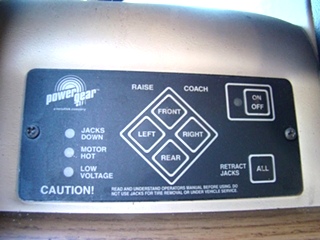 power gear
RAISE COACH
ON
OFF
FRONT
LEFT RIGHT
REAR
JACKS
DOWN
MOTOR
HOT
LOW
VOLTAGE
RETRACT
JACKS
ALL
CAUTION!
READ AND UNDERSTAND OPERATORS MANUAL BEFORE USING. DO
NOT USE JACKS FOR TIRE REMOVAL OR UNDER VEHICLE SERVICE.